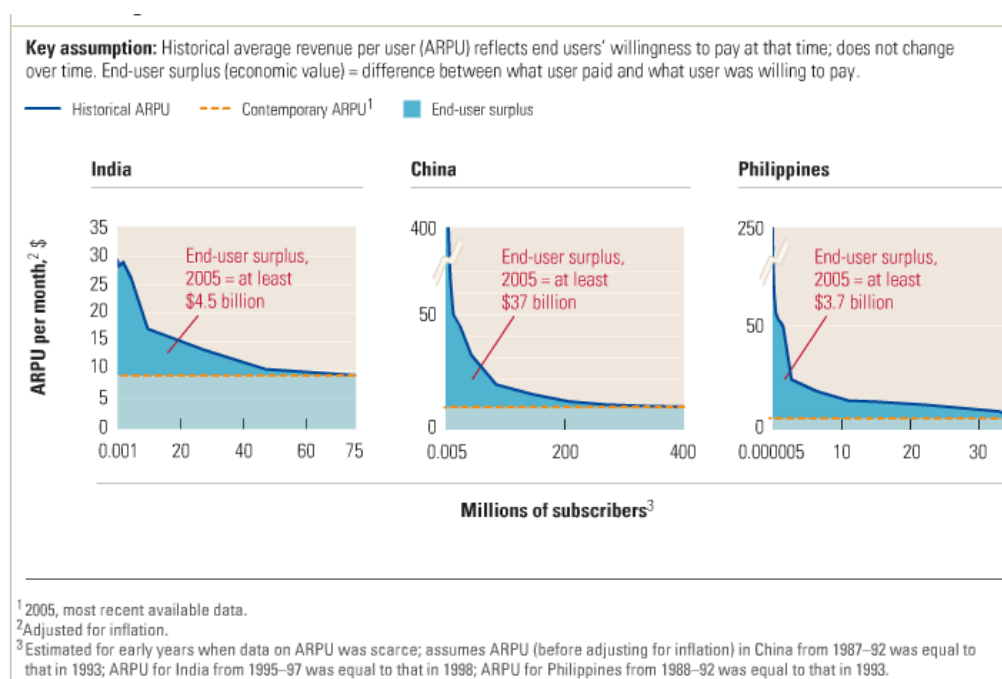 Key assumption: Historical average revenue per user (ARPU) reflects end users' willingness to pay at that time; does not change
over time. End-user surplus (economic value) = difference between what user paid and what user was willing to pay.
Historical ARPU Contemporary ARPU¹ End-user surplus
India China Philippines
ARPU per month,² $
35
30
25
20
15
10
5
0
0.001 20 40 60 75
End-user surplus,
2005 = at least
$4.5 billion
400
50
0
0.005 200 400
End-user surplus,
2005 = at least
$37 billion
250
50
0
0.000005 10 20 30
End-user surplus,
2005 = at least
$3.7 billion
Millions of subscribers³
¹ 2005, most recent available data.
² Adjusted for inflation.
³ Estimated for early years when data on ARPU was scarce; assumes ARPU (before adjusting for inflation) in China from 1987–92 was equal to
that in 1993; ARPU for India from 1995–97 was equal to that in 1998; ARPU for Philippines from 1988–92 was equal to that in 1993.